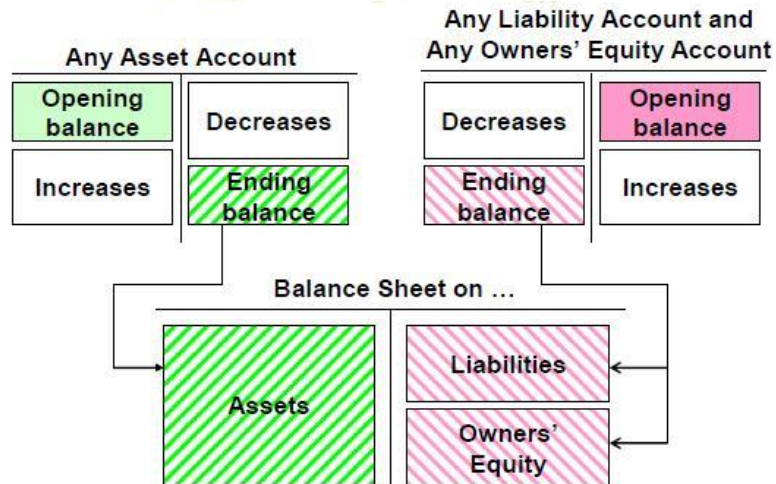 Any Asset Account
Opening
balance
Decreases
Increases
Ending
balance
Any Liability Account and
Any Owners' Equity Account
Decreases
Opening
balance
Ending
balance
Increases
Balance Sheet on ...
Assets
Liabilities
Owners'
Equity